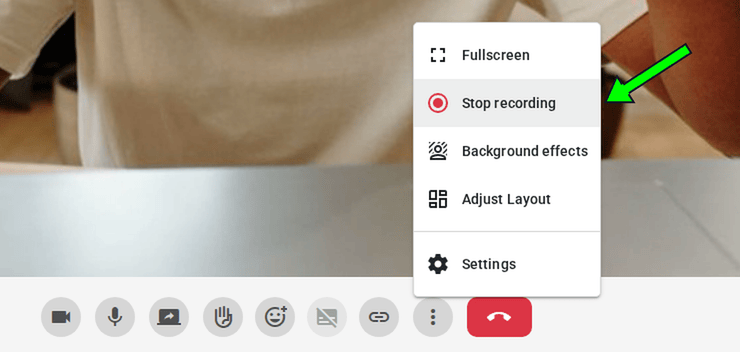 Fullscreen
Stop recording
Background effects
Adjust Layout
Settings